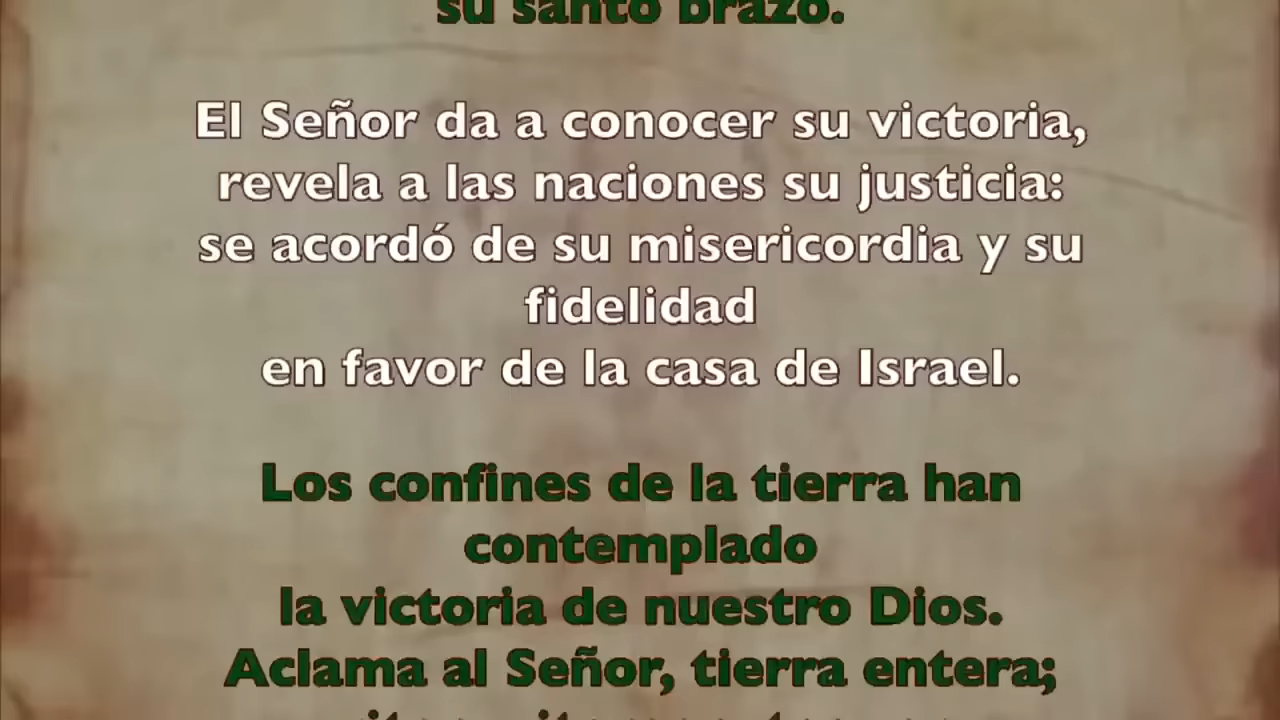 su santo brazo.
El Señor da a conocer su victoria,
revela a las naciones su justicia:
se acordó de su misericordia y su
fidelidad
en favor de la casa de Israel.
Los confines de la tierra han
contemplado
la victoria de nuestro Dios.
Aclama al Señor, tierra entera;